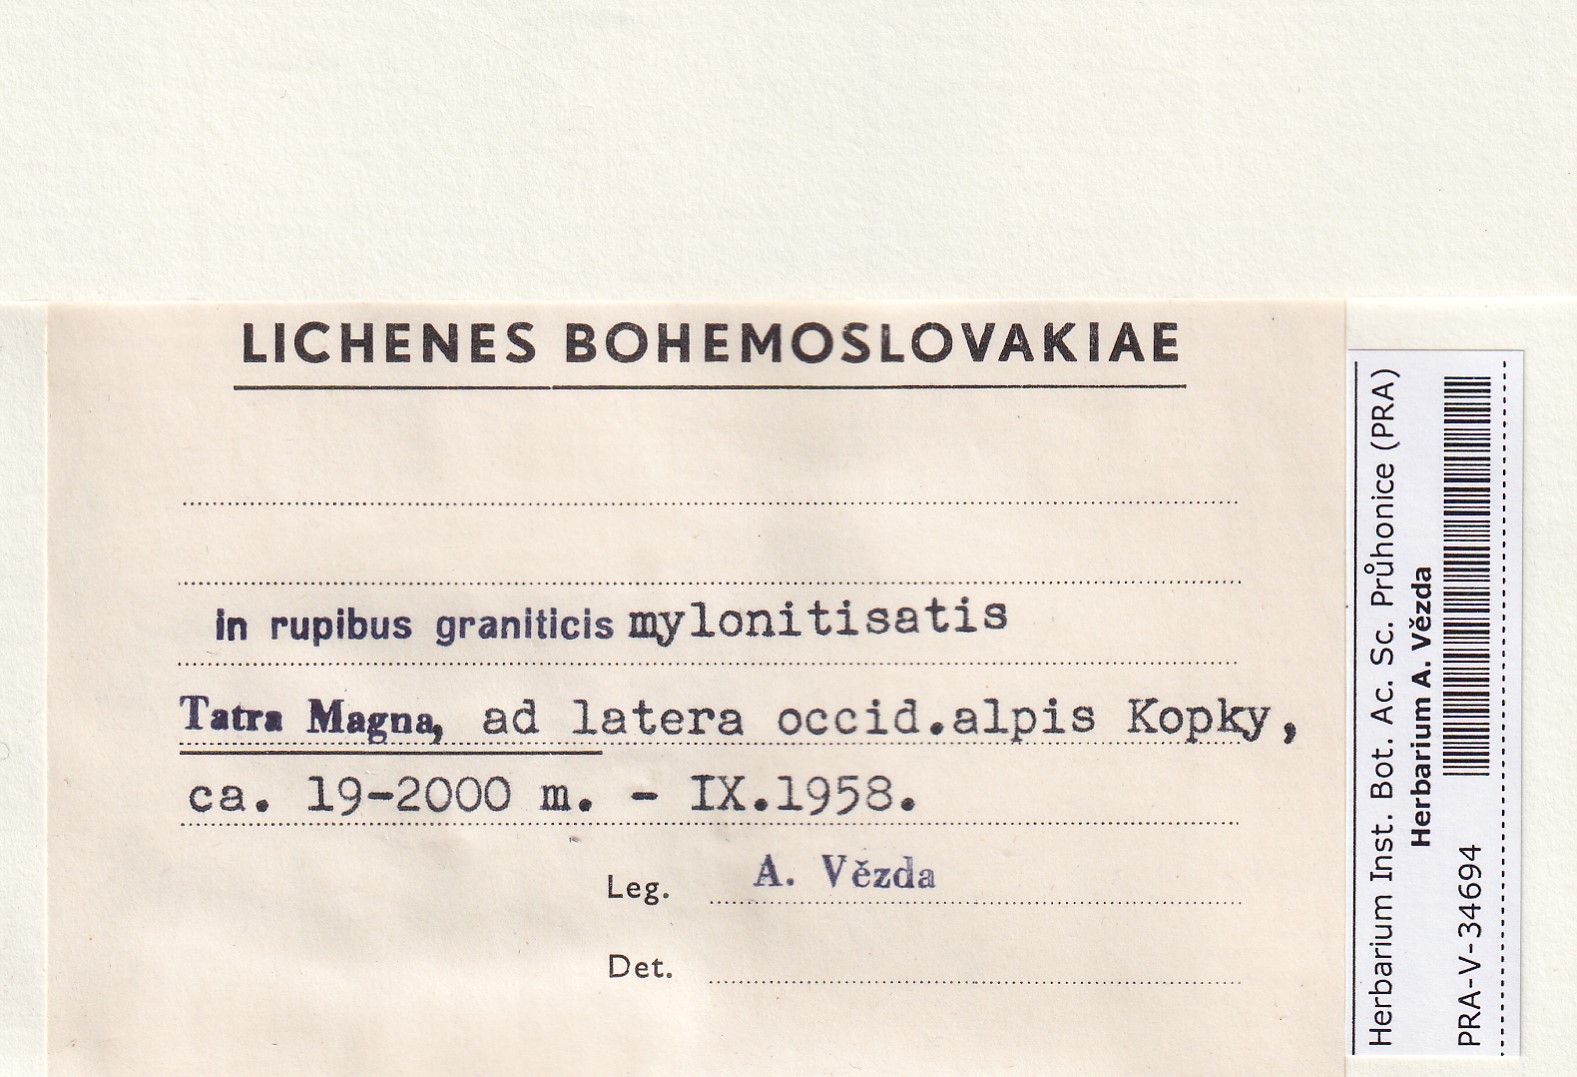 LICHENES BOHEMOSLOVAKIAE
in rupibus graniticis mylonitisatis
Tatra Magna, ad latera occid.alpis Kopky,
ca. 19-2000 m. - IX.1958.
Leg. A. Vězda
Det.
Herbarium Inst. Bot. Ac. Sc. Průhonice (PRA)
Herbarium A. Vězda
PRA-V-34694